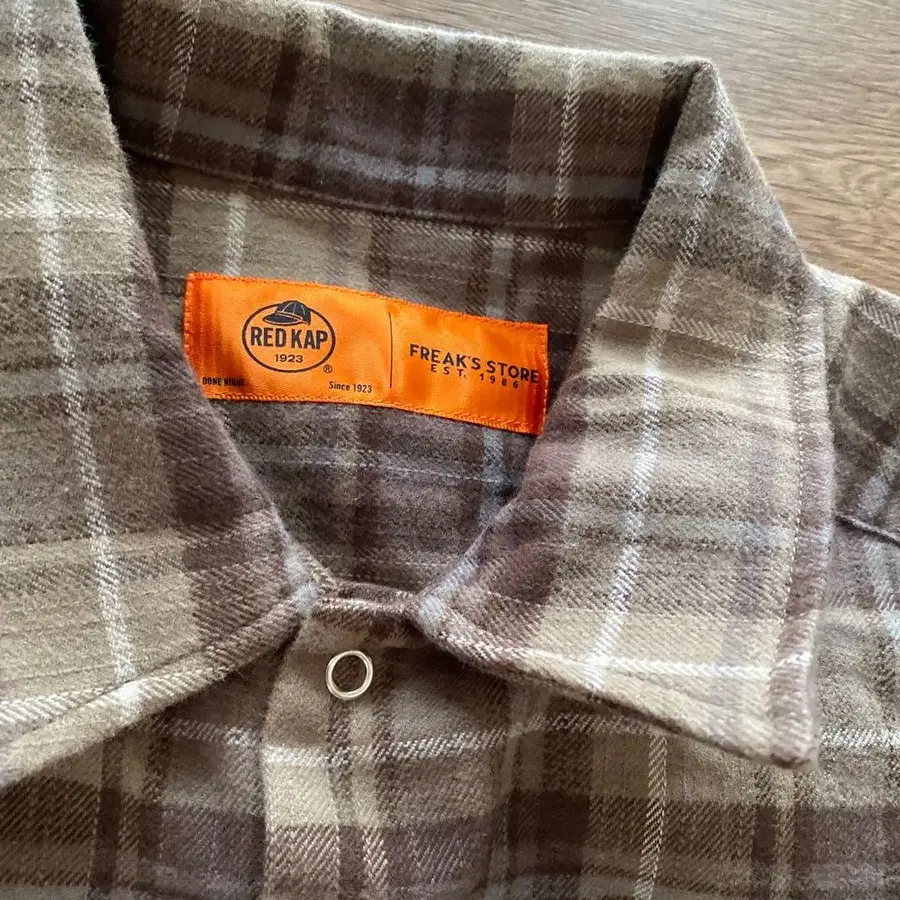 RED KAP
1923
®
DONE RIGHT.
Since 1923
FREAK'S STORE
EST. 1986